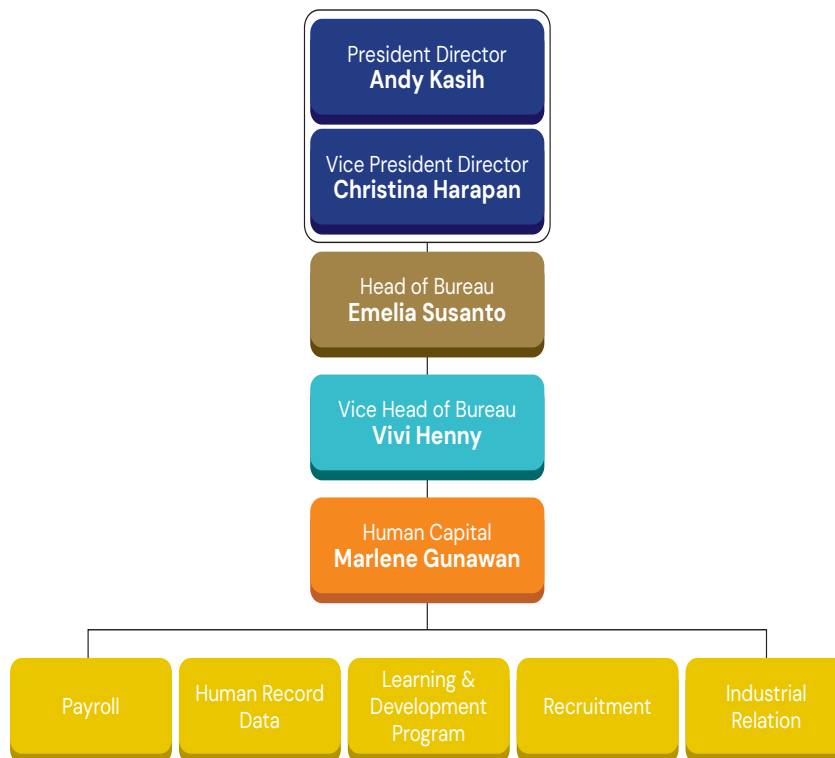 President Director
Andy Kasih
Vice President Director
Christina Harapan
Head of Bureau
Emelia Susanto
Vice Head of Bureau
Vivi Henny
Human Capital
Marlene Gunawan
Payroll
Human Record
Data
Learning &
Development
Program
Recruitment
Industrial
Relation